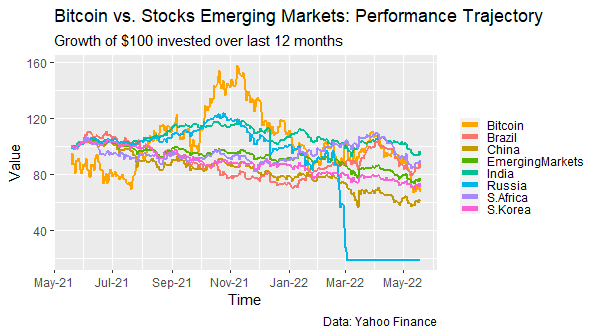 Bitcoin vs. Stocks Emerging Markets: Performance Trajectory
Growth of $100 invested over last 12 months
160
120
80
40
Value
May-21 Jul-21 Sep-21 Nov-21 Jan-22 Mar-22 May-22
Time
Bitcoin
Brazil
China
EmergingMarkets
India
Russia
S.Africa
S.Korea
Data: Yahoo Finance